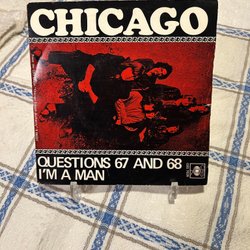 CHICAGO
QUESTIONS 67 AND 68
I'M A MAN